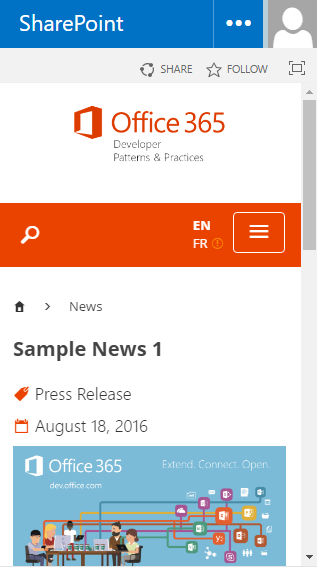 SharePoint
SHARE FOLLOW
Office 365
Developer
Patterns & Practices
EN
FR
News
Sample News 1
Press Release
August 18, 2016
Office 365 Extend. Connect. Open.
dev.office.com